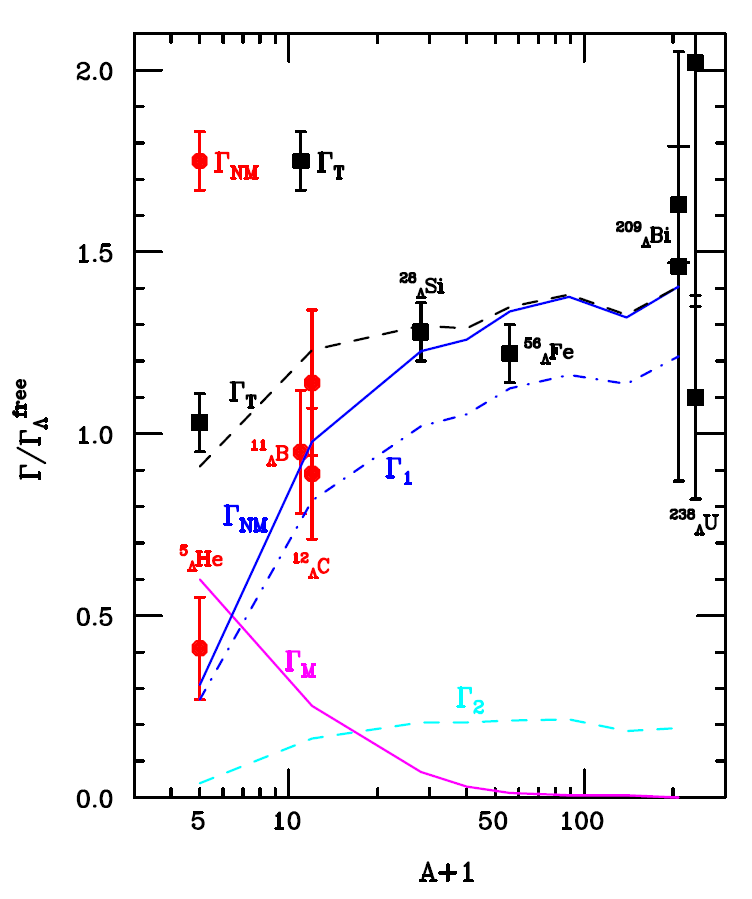 2.0
Γ_NM Γ_T
²⁰⁹_ΛBi
1.5
²⁸_ΛSi
⁵⁶_ΛFe
Γ_T
1.0
¹¹_ΛB
Γ_1
Γ_NM
²³⁸_ΛU
⁵_ΛHe
¹²_ΛC
0.5
Γ_M
Γ_2
0.0
5 10 50 100
A+1
Γ/Γ_Λ^free